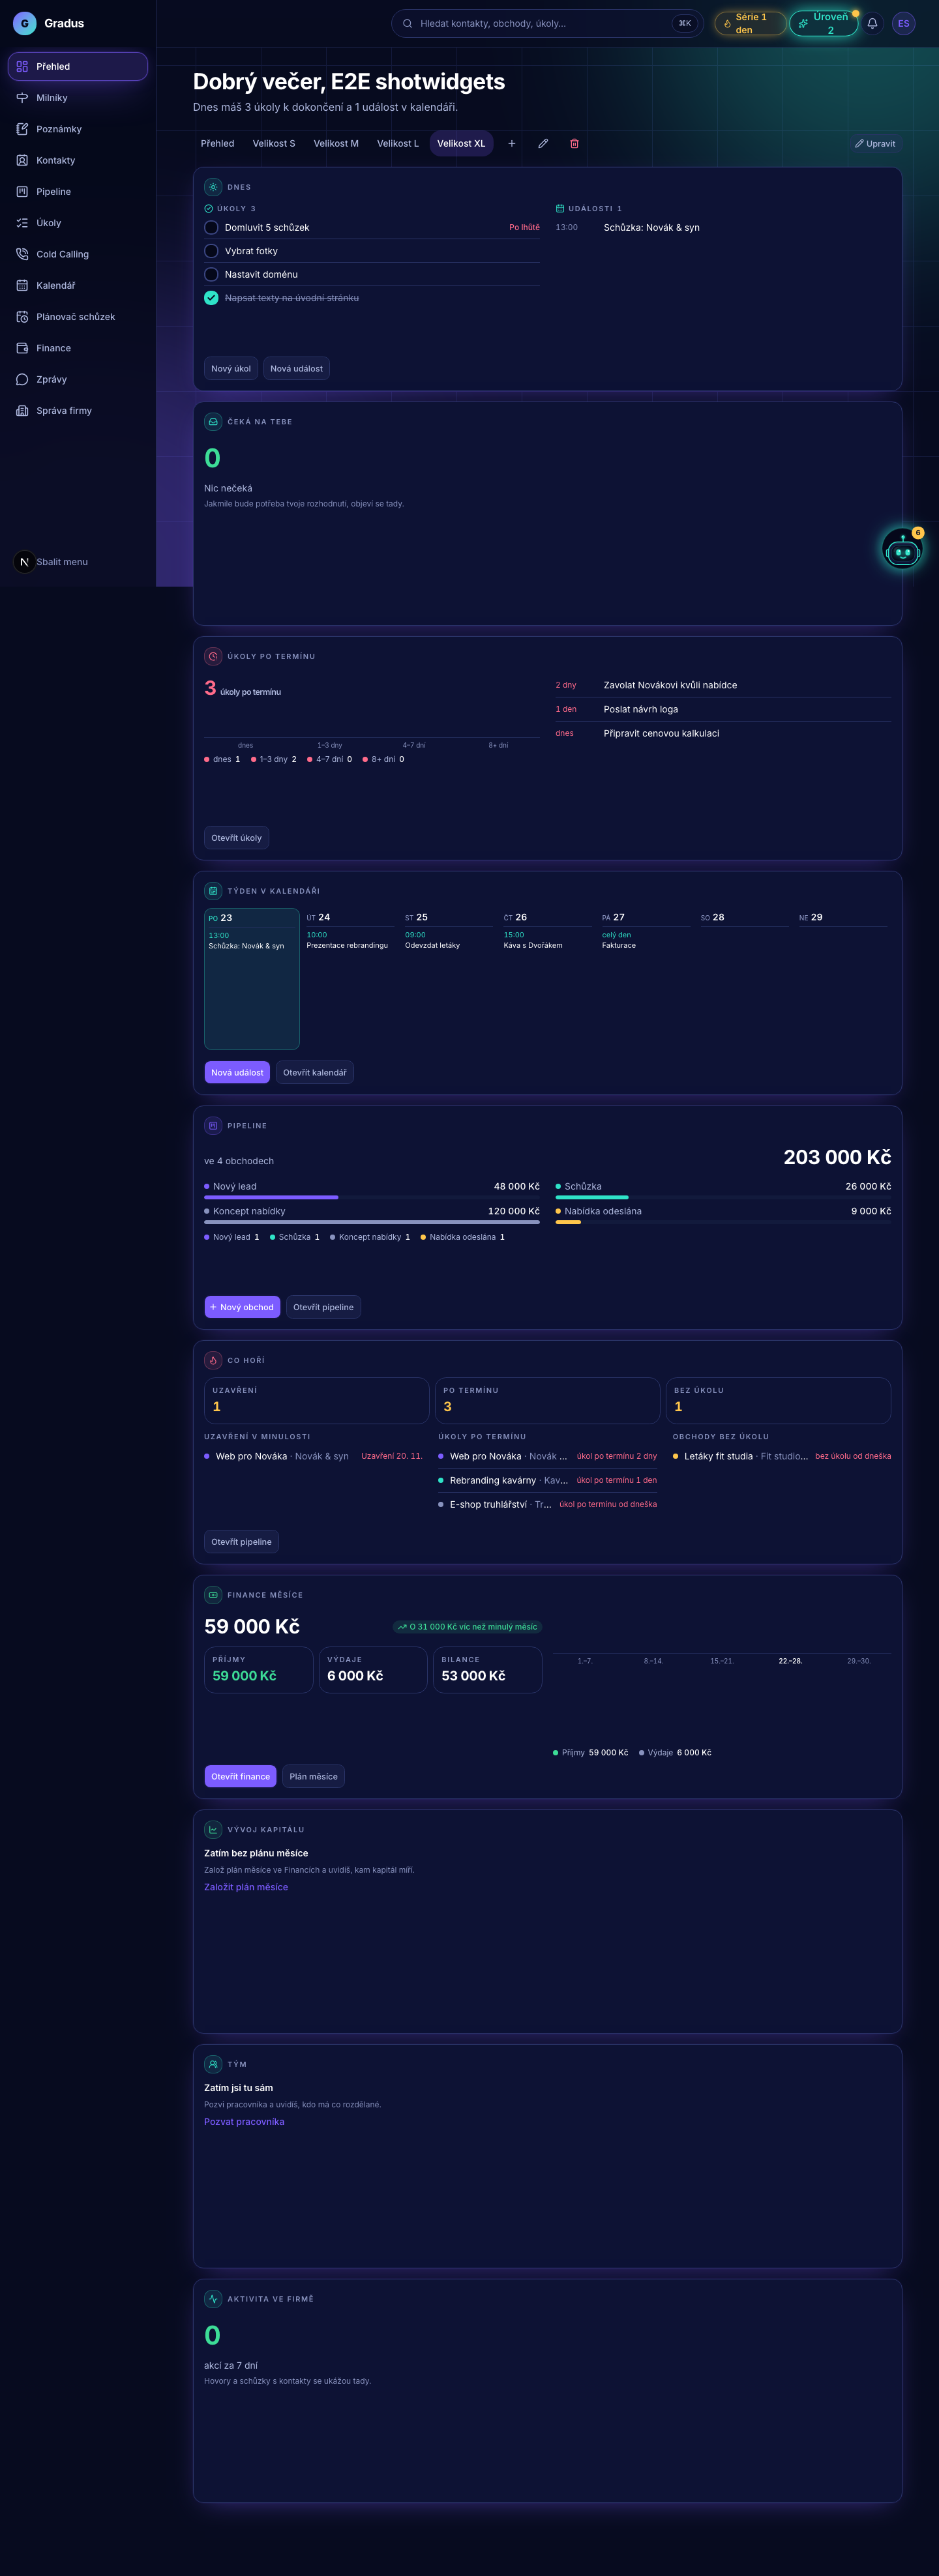 G Gradus
Hledat kontakty, obchody, úkoly...
⌘K
Série 1 den
Úroveň 2
ES
Přehled
Milníky
Poznámky
Kontakty
Pipeline
Úkoly
Cold Calling
Kalendář
Plánovač schůzek
Finance
Zprávy
Správa firmy
N Sbalit menu
Dobrý večer, E2E shotwidgets
Dnes máš 3 úkoly k dokončení a 1 událost v kalendáři.
Přehled Velikost S Velikost M Velikost L Velikost XL
Upravit
DNES
ÚKOLY 3
Domluvit 5 schůzek Po lhůtě
Vybrat fotky
Nastavit doménu
Napsat texty na úvodní stránku
UDÁLOSTI 1
13:00 Schůzka: Novák & syn
Nový úkol Nová událost
ČEKÁ NA TEBE
0
Nic nečeká
Jakmile bude potřeba tvoje rozhodnutí, objeví se tady.
6
ÚKOLY PO TERMÍNU
3 úkoly po termínu
dnes 1–3 dny 4–7 dní 8+ dní
dnes 1 1–3 dny 2 4–7 dní 0 8+ dní 0
2 dny Zavolat Novákovi kvůli nabídce
1 den Poslat návrh loga
dnes Připravit cenovou kalkulaci
Otevřít úkoly
TÝDEN V KALENDÁŘI
PO 23
13:00
Schůzka: Novák & syn
ÚT 24
10:00
Prezentace rebrandingu
ST 25
09:00
Odevzdat letáky
ČT 26
15:00
Káva s Dvořákem
PÁ 27
celý den
Fakturace
SO 28
NE 29
Nová událost Otevřít kalendář
PIPELINE
ve 4 obchodech 203 000 Kč
Nový lead 48 000 Kč
Schůzka 26 000 Kč
Koncept nabídky 120 000 Kč
Nabídka odeslána 9 000 Kč
Nový lead 1 Schůzka 1 Koncept nabídky 1 Nabídka odeslána 1
+ Nový obchod Otevřít pipeline
CO HOŘÍ
UZAVŘENÍ
1
PO TERMÍNU
3
BEZ ÚKOLU
1
UZAVŘENÍ V MINULOSTI
Web pro Nováka · Novák & syn Uzavření 20. 11.
ÚKOLY PO TERMÍNU
Web pro Nováka · Novák ... úkol po termínu 2 dny
Rebranding kavárny · Kav... úkol po termínu 1 den
E-shop truhlářství · Tr... úkol po termínu od dneška
OBCHODY BEZ ÚKOLU
Letáky fit studia · Fit studio... bez úkolu od dneška
Otevřít pipeline
FINANCE MĚSÍCE
59 000 Kč
O 31 000 Kč víc než minulý měsíc
PŘÍJMY
59 000 Kč
VÝDAJE
6 000 Kč
BILANCE
53 000 Kč
1.–7. 8.–14. 15.–21. 22.–28. 29.–30.
Příjmy 59 000 Kč Výdaje 6 000 Kč
Otevřít finance Plán měsíce
VÝVOJ KAPITÁLU
Zatím bez plánu měsíce
Založ plán měsíce ve Financích a uvidíš, kam kapitál míří.
Založit plán měsíce
TÝM
Zatím jsi tu sám
Pozvi pracovníka a uvidíš, kdo má co rozdělané.
Pozvat pracovníka
AKTIVITA VE FIRMĚ
0
akcí za 7 dní
Hovory a schůzky s kontakty se ukážou tady.